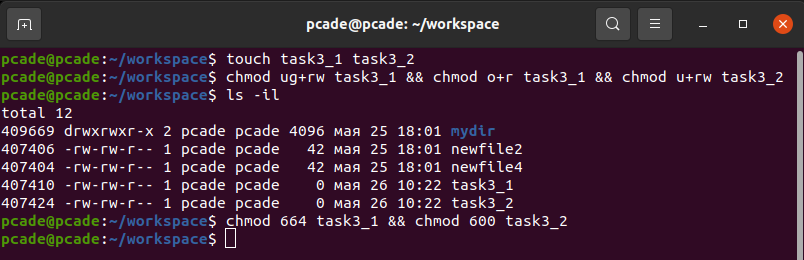 pcade@pcade: ~/workspace
pcade@pcade:~/workspace$ touch task3_1 task3_2
pcade@pcade:~/workspace$ chmod ug+rw task3_1 && chmod o+r task3_1 && chmod u+rw task3_2
pcade@pcade:~/workspace$ ls -il
total 12
409669 drwxrwxr-x 2 pcade pcade 4096 мая 25 18:01 mydir
407406 -rw-rw-r-- 1 pcade pcade   42 мая 25 18:01 newfile2
407404 -rw-rw-r-- 1 pcade pcade   42 мая 25 18:01 newfile4
407410 -rw-rw-r-- 1 pcade pcade    0 мая 26 10:22 task3_1
407424 -rw-rw-r-- 1 pcade pcade    0 мая 26 10:22 task3_2
pcade@pcade:~/workspace$ chmod 664 task3_1 && chmod 600 task3_2
pcade@pcade:~/workspace$